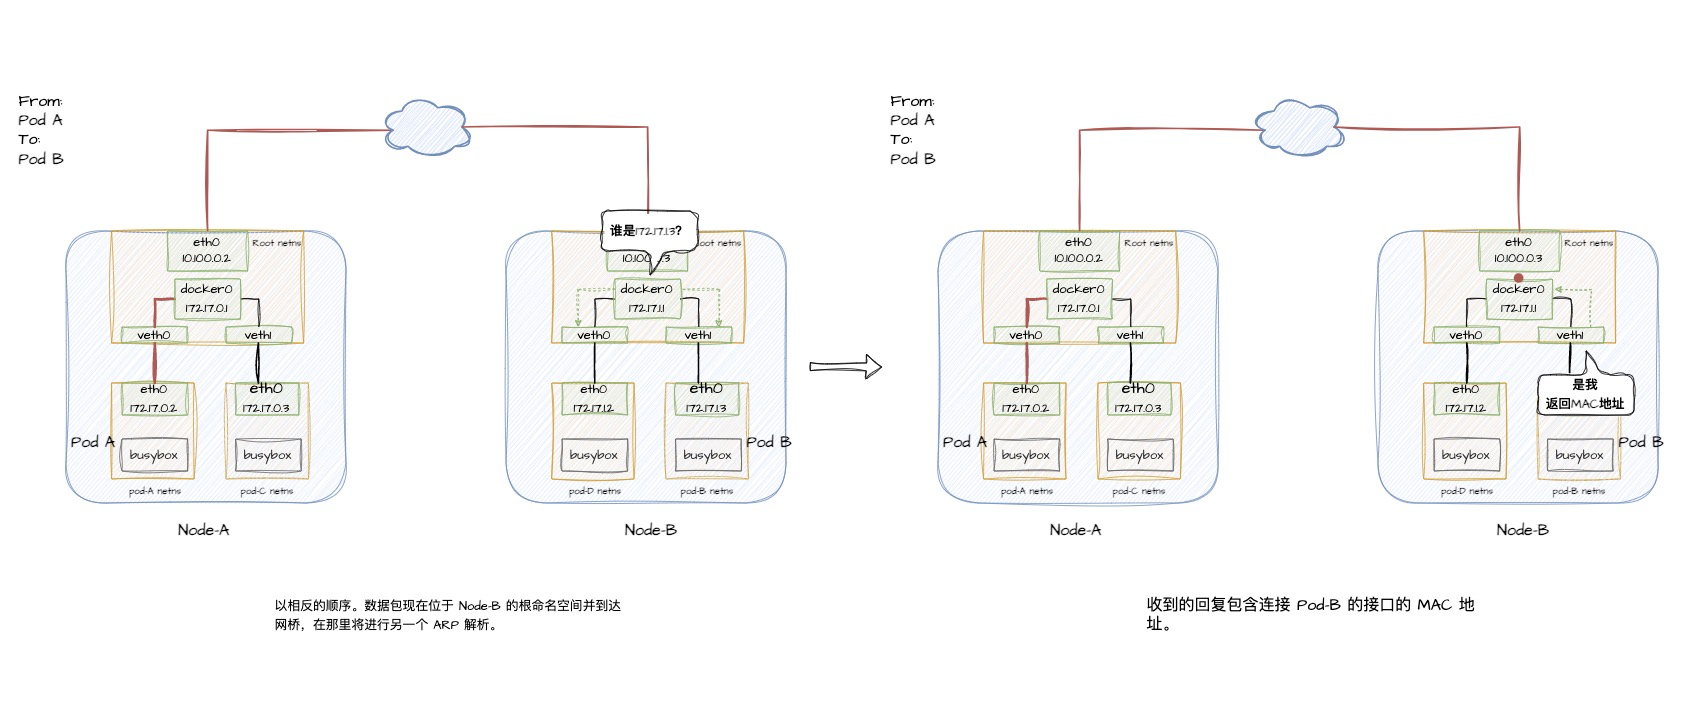 From:
Pod A
To:
Pod B
谁是172.17.1.3?
eth0
10.100.0.2
Root netns
docker0
172.17.0.1
veth0
veth1
eth0
172.17.0.2
eth0
172.17.0.3
Pod A
busybox
busybox
pod-A netns
pod-C netns
Node-A
docker0
172.17.1.1
veth0
veth1
eth0
172.17.1.2
eth0
172.17.1.3
busybox
busybox
Pod B
pod-D netns
pod-B netns
Node-B
以相反的顺序。数据包现在位于 Node-B 的根命名空间并到达
网桥，在那里将进行另一个 ARP 解析。
From:
Pod A
To:
Pod B
eth0
10.100.0.2
Root netns
docker0
172.17.0.1
veth0
veth1
eth0
172.17.0.2
eth0
172.17.0.3
Pod A
busybox
busybox
pod-A netns
pod-C netns
Node-A
eth0
10.100.0.3
Root netns
docker0
172.17.1.1
veth0
veth1
eth0
172.17.1.2
是我
返回MAC地址
busybox
busybox
Pod B
pod-D netns
pod-B netns
Node-B
收到的回复包含连接 Pod-B 的接口的 MAC 地
址。